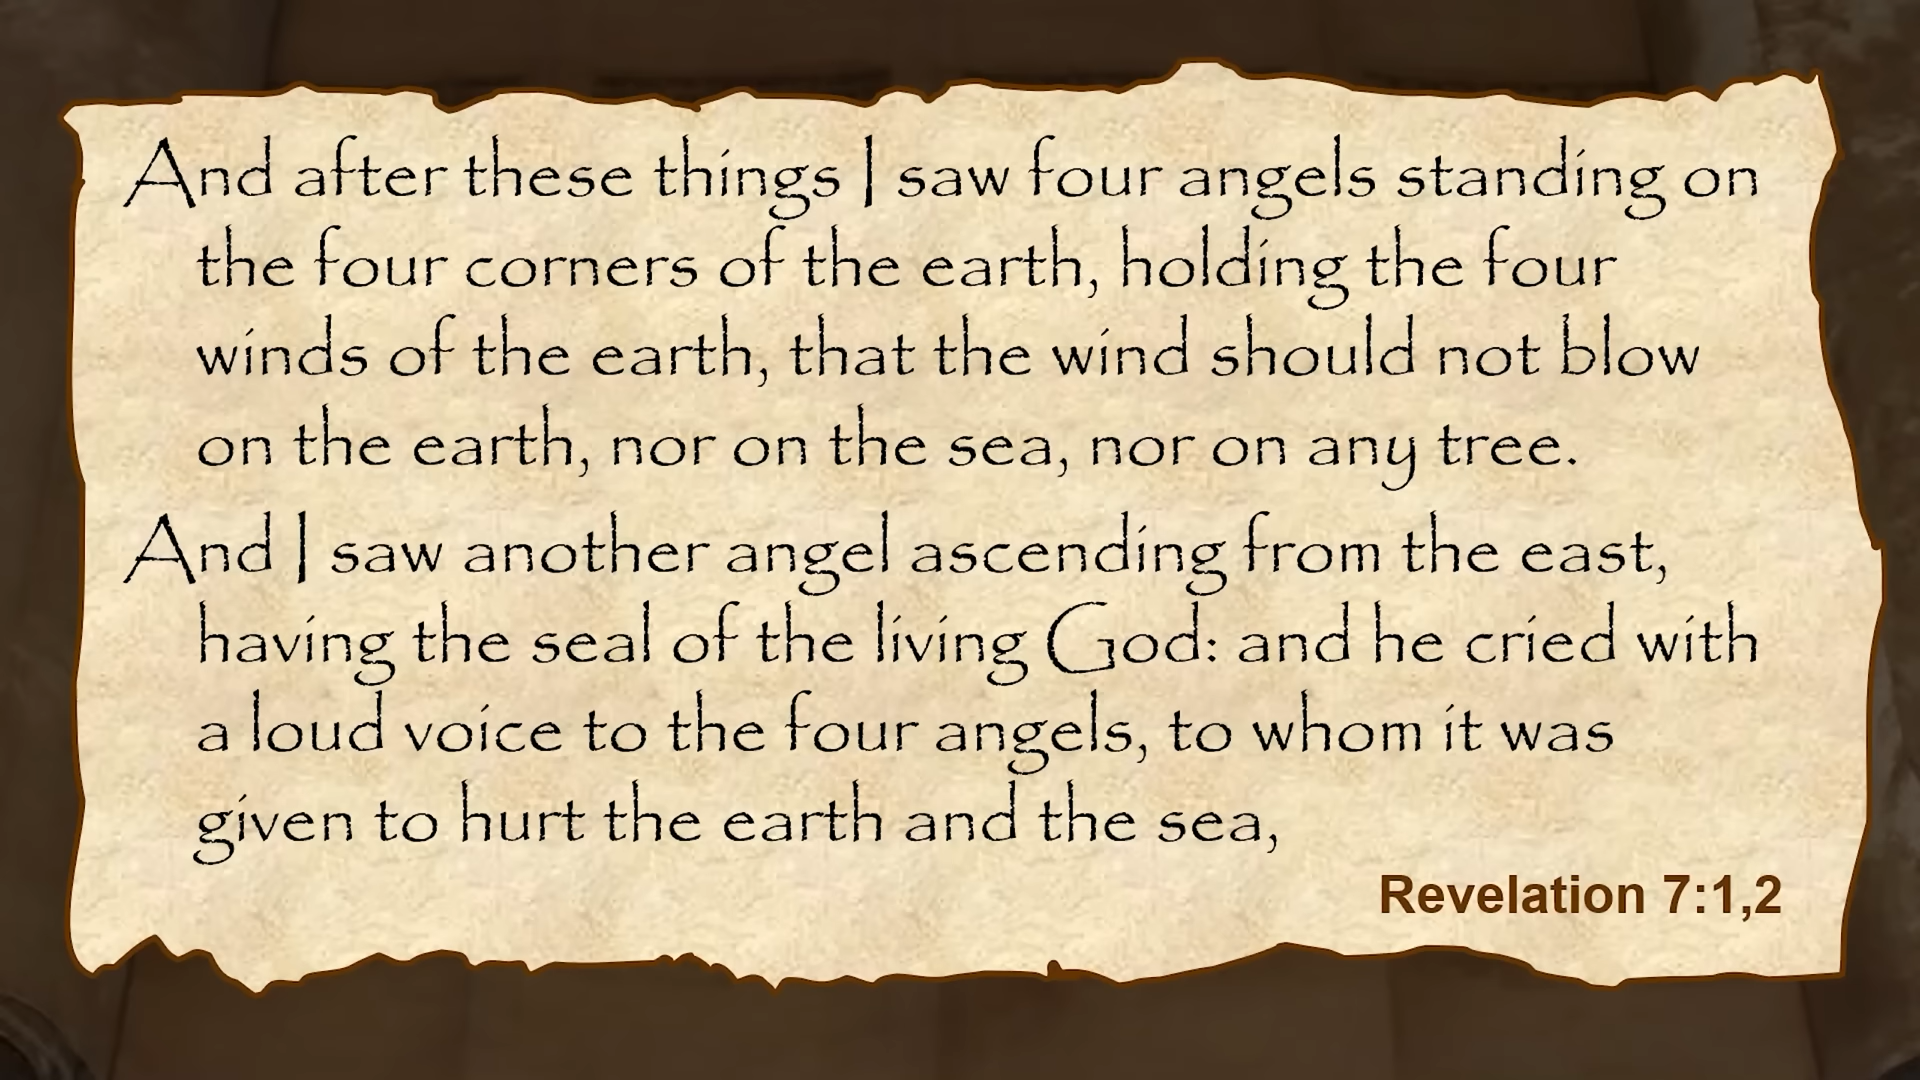 And after these things I saw four angels standing on
the four corners of the earth, holding the four
winds of the earth, that the wind should not blow
on the earth, nor on the sea, nor on any tree.
And I saw another angel ascending from the east,
having the seal of the living God: and he cried with
a loud voice to the four angels, to whom it was
given to hurt the earth and the sea,
Revelation 7:1,2